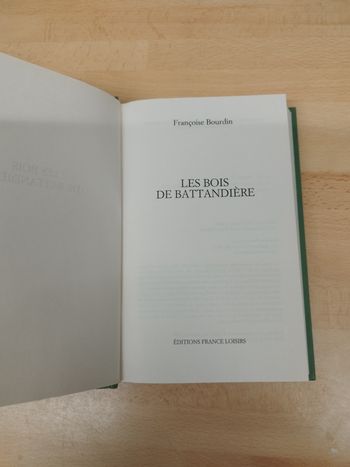 Françoise Bourdin
LES BOIS
DE BATTANDIÈRE
ÉDITIONS FRANCE LOISIRS